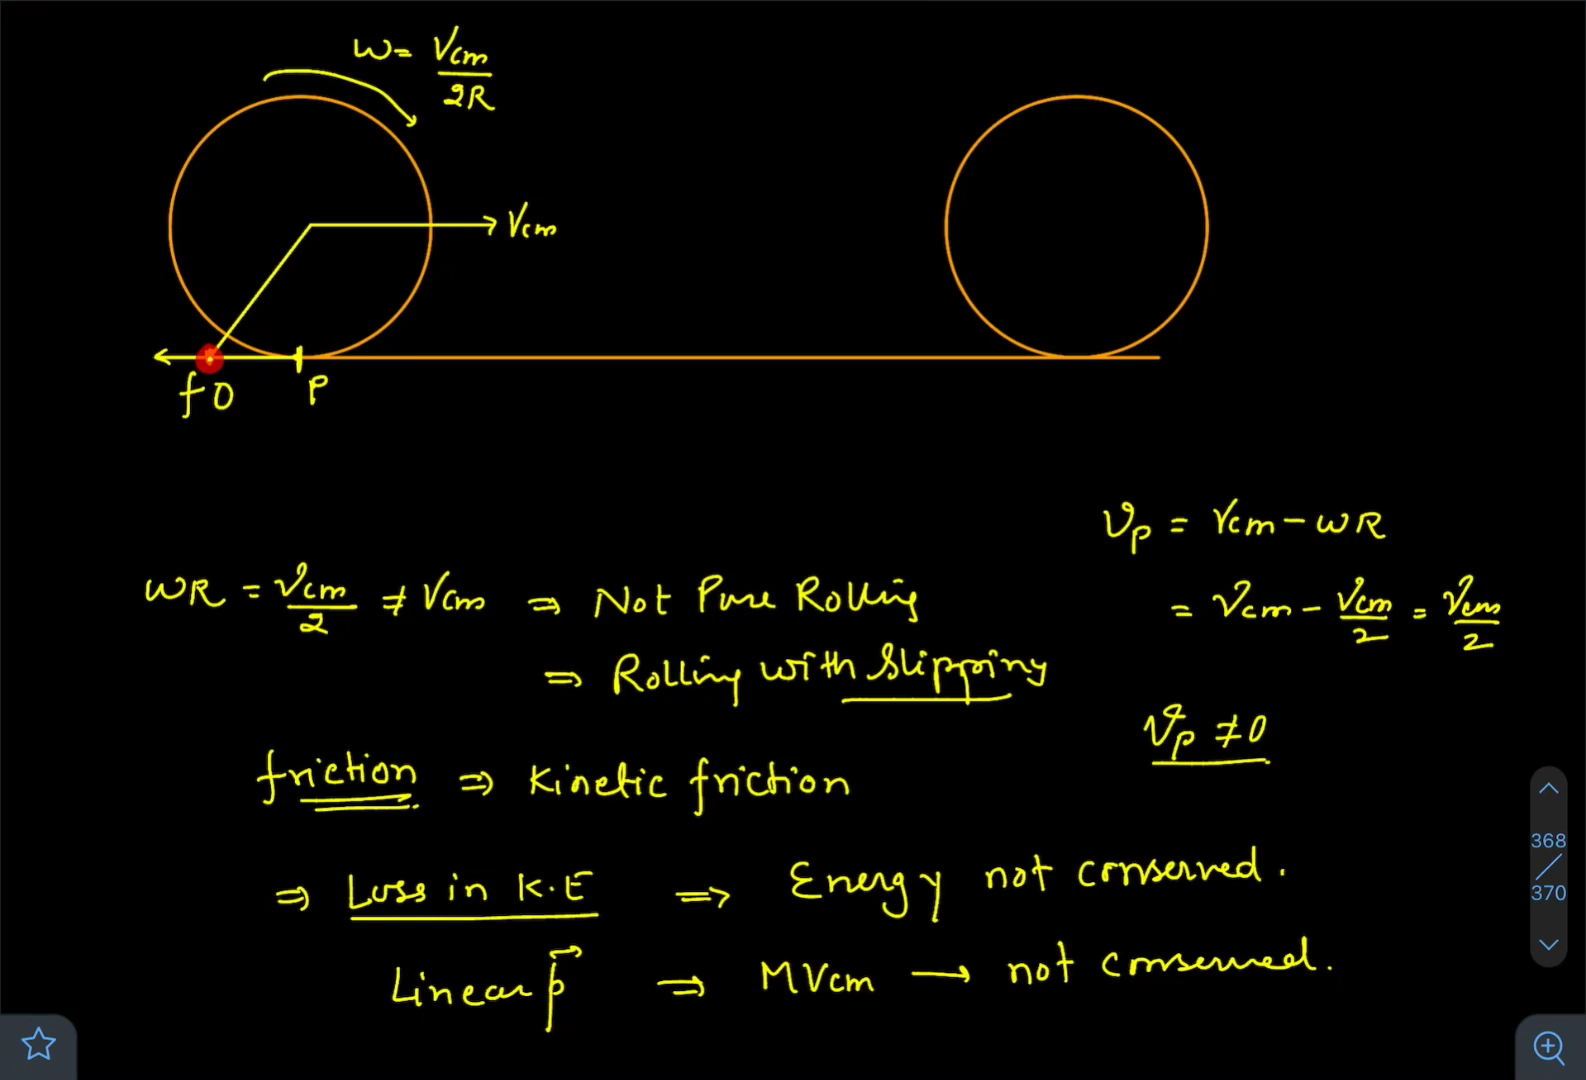 ω = Vcm/2R
Vcm
f O P
Vp = Vcm - ωR
= Vcm - Vcm/2 = Vcm/2
Vp ≠ 0
ωR = Vcm/2 ≠ Vcm ⇒ Not Pure Rolling
⇒ Rolling with Slipping
friction ⇒ Kinetic friction
⇒ Loss in K.E ⇒ Energy not conserved.
Linear p⃗ ⇒ MVcm → not conserved.
368
370